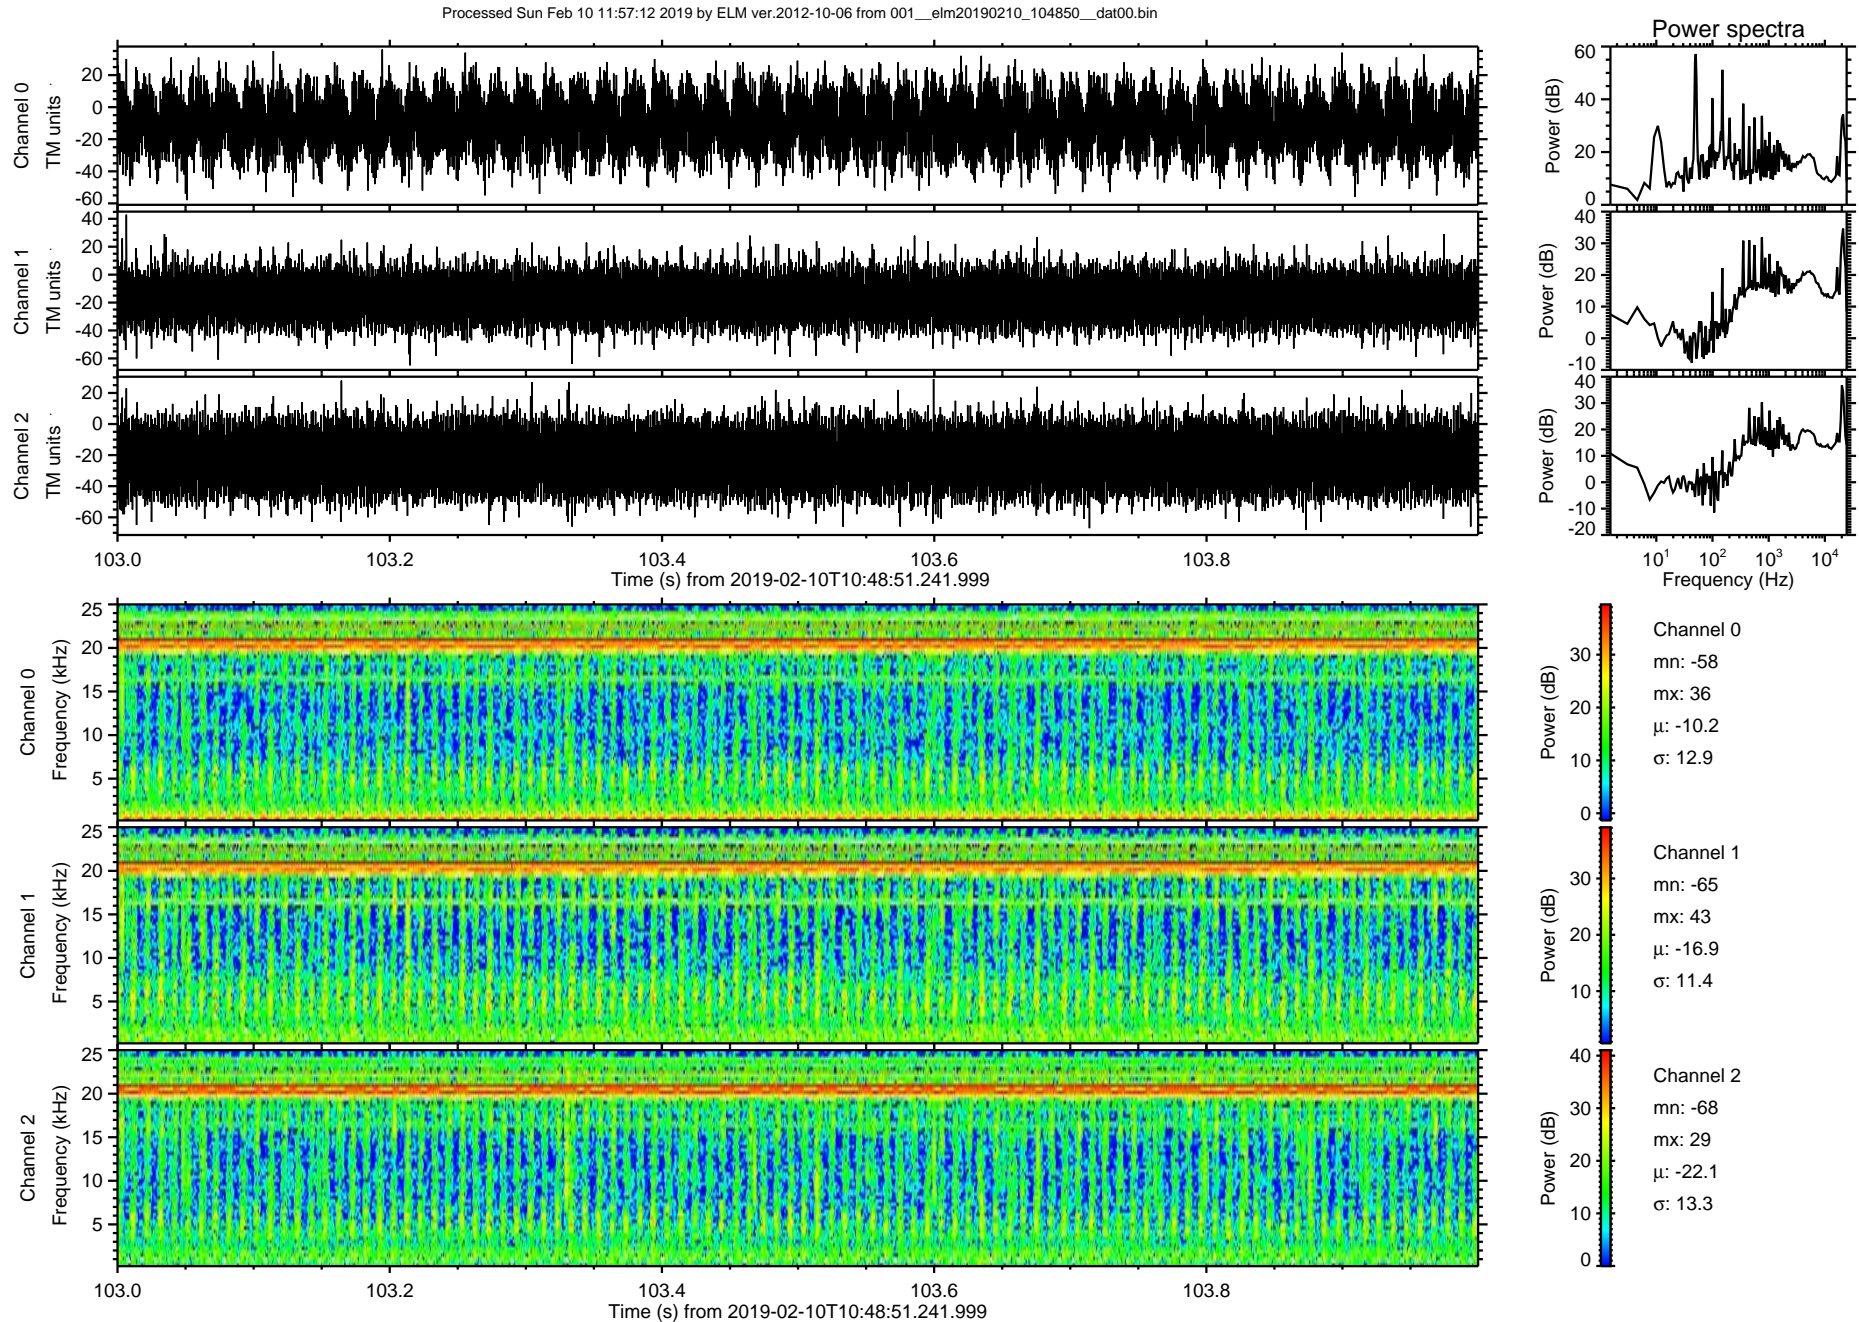 Processed Sun Feb 10 11:57:12 2019 by ELM ver.2012-10-06 from 001__elm20190210_104850__dat00.bin
Power spectra
Channel 0
TM units
20
0
-20
-40
-60
Power (dB)
60
40
20
0
Channel 1
TM units
40
20
0
-20
-40
-60
Power (dB)
40
30
20
10
0
-10
Channel 2
TM units
20
0
-20
-40
-60
Power (dB)
40
30
20
10
0
-10
-20
103.0 103.2 103.4 103.6 103.8
Time (s) from 2019-02-10T10:48:51.241.999
10¹ 10² 10³ 10⁴
Frequency (Hz)
Channel 0
Frequency (kHz)
25
20
15
10
5
Power (dB)
30
20
10
0
Channel 0
mn: -58
mx: 36
µ: -10.2
σ: 12.9
Channel 1
Frequency (kHz)
25
20
15
10
5
Power (dB)
30
20
10
Channel 1
mn: -65
mx: 43
µ: -16.9
σ: 11.4
Channel 2
Frequency (kHz)
25
20
15
10
5
Power (dB)
40
30
20
10
0
Channel 2
mn: -68
mx: 29
µ: -22.1
σ: 13.3
103.0 103.2 103.4 103.6 103.8
Time (s) from 2019-02-10T10:48:51.241.999